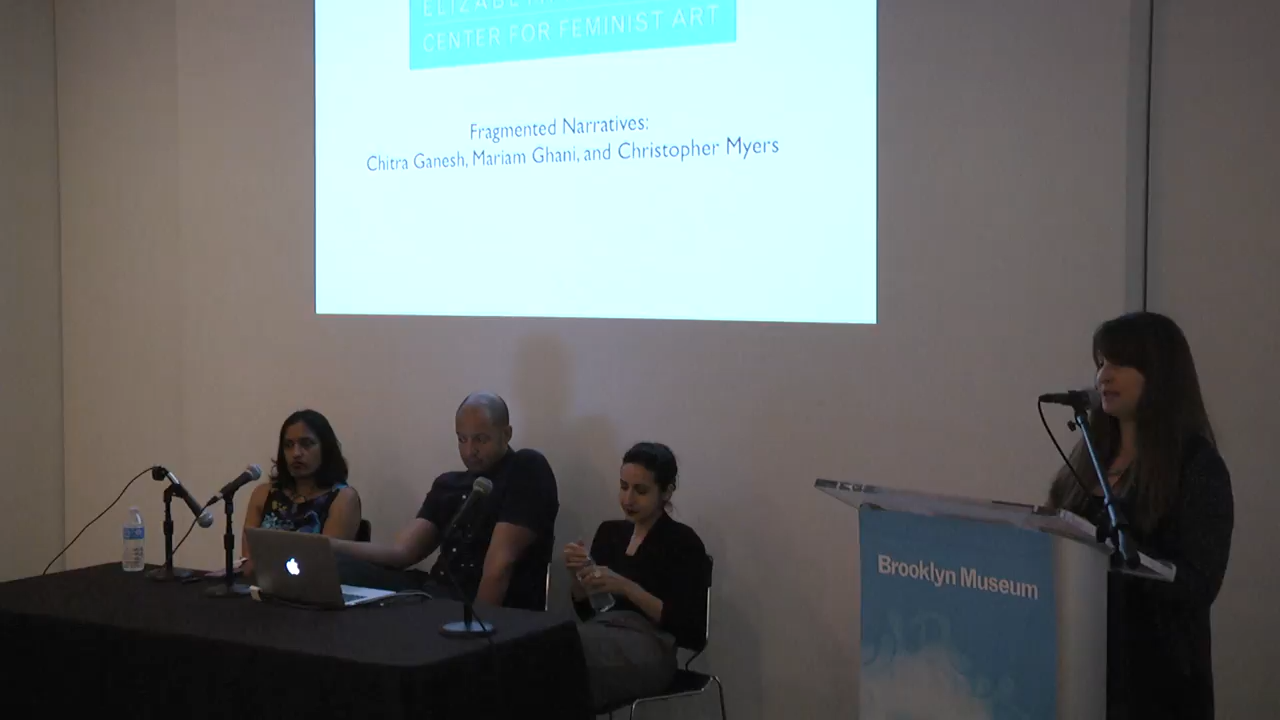 CENTER FOR FEMINIST ART
Fragmented Narratives:
Chitra Ganesh, Mariam Ghani, and Christopher Myers
Brooklyn Museum